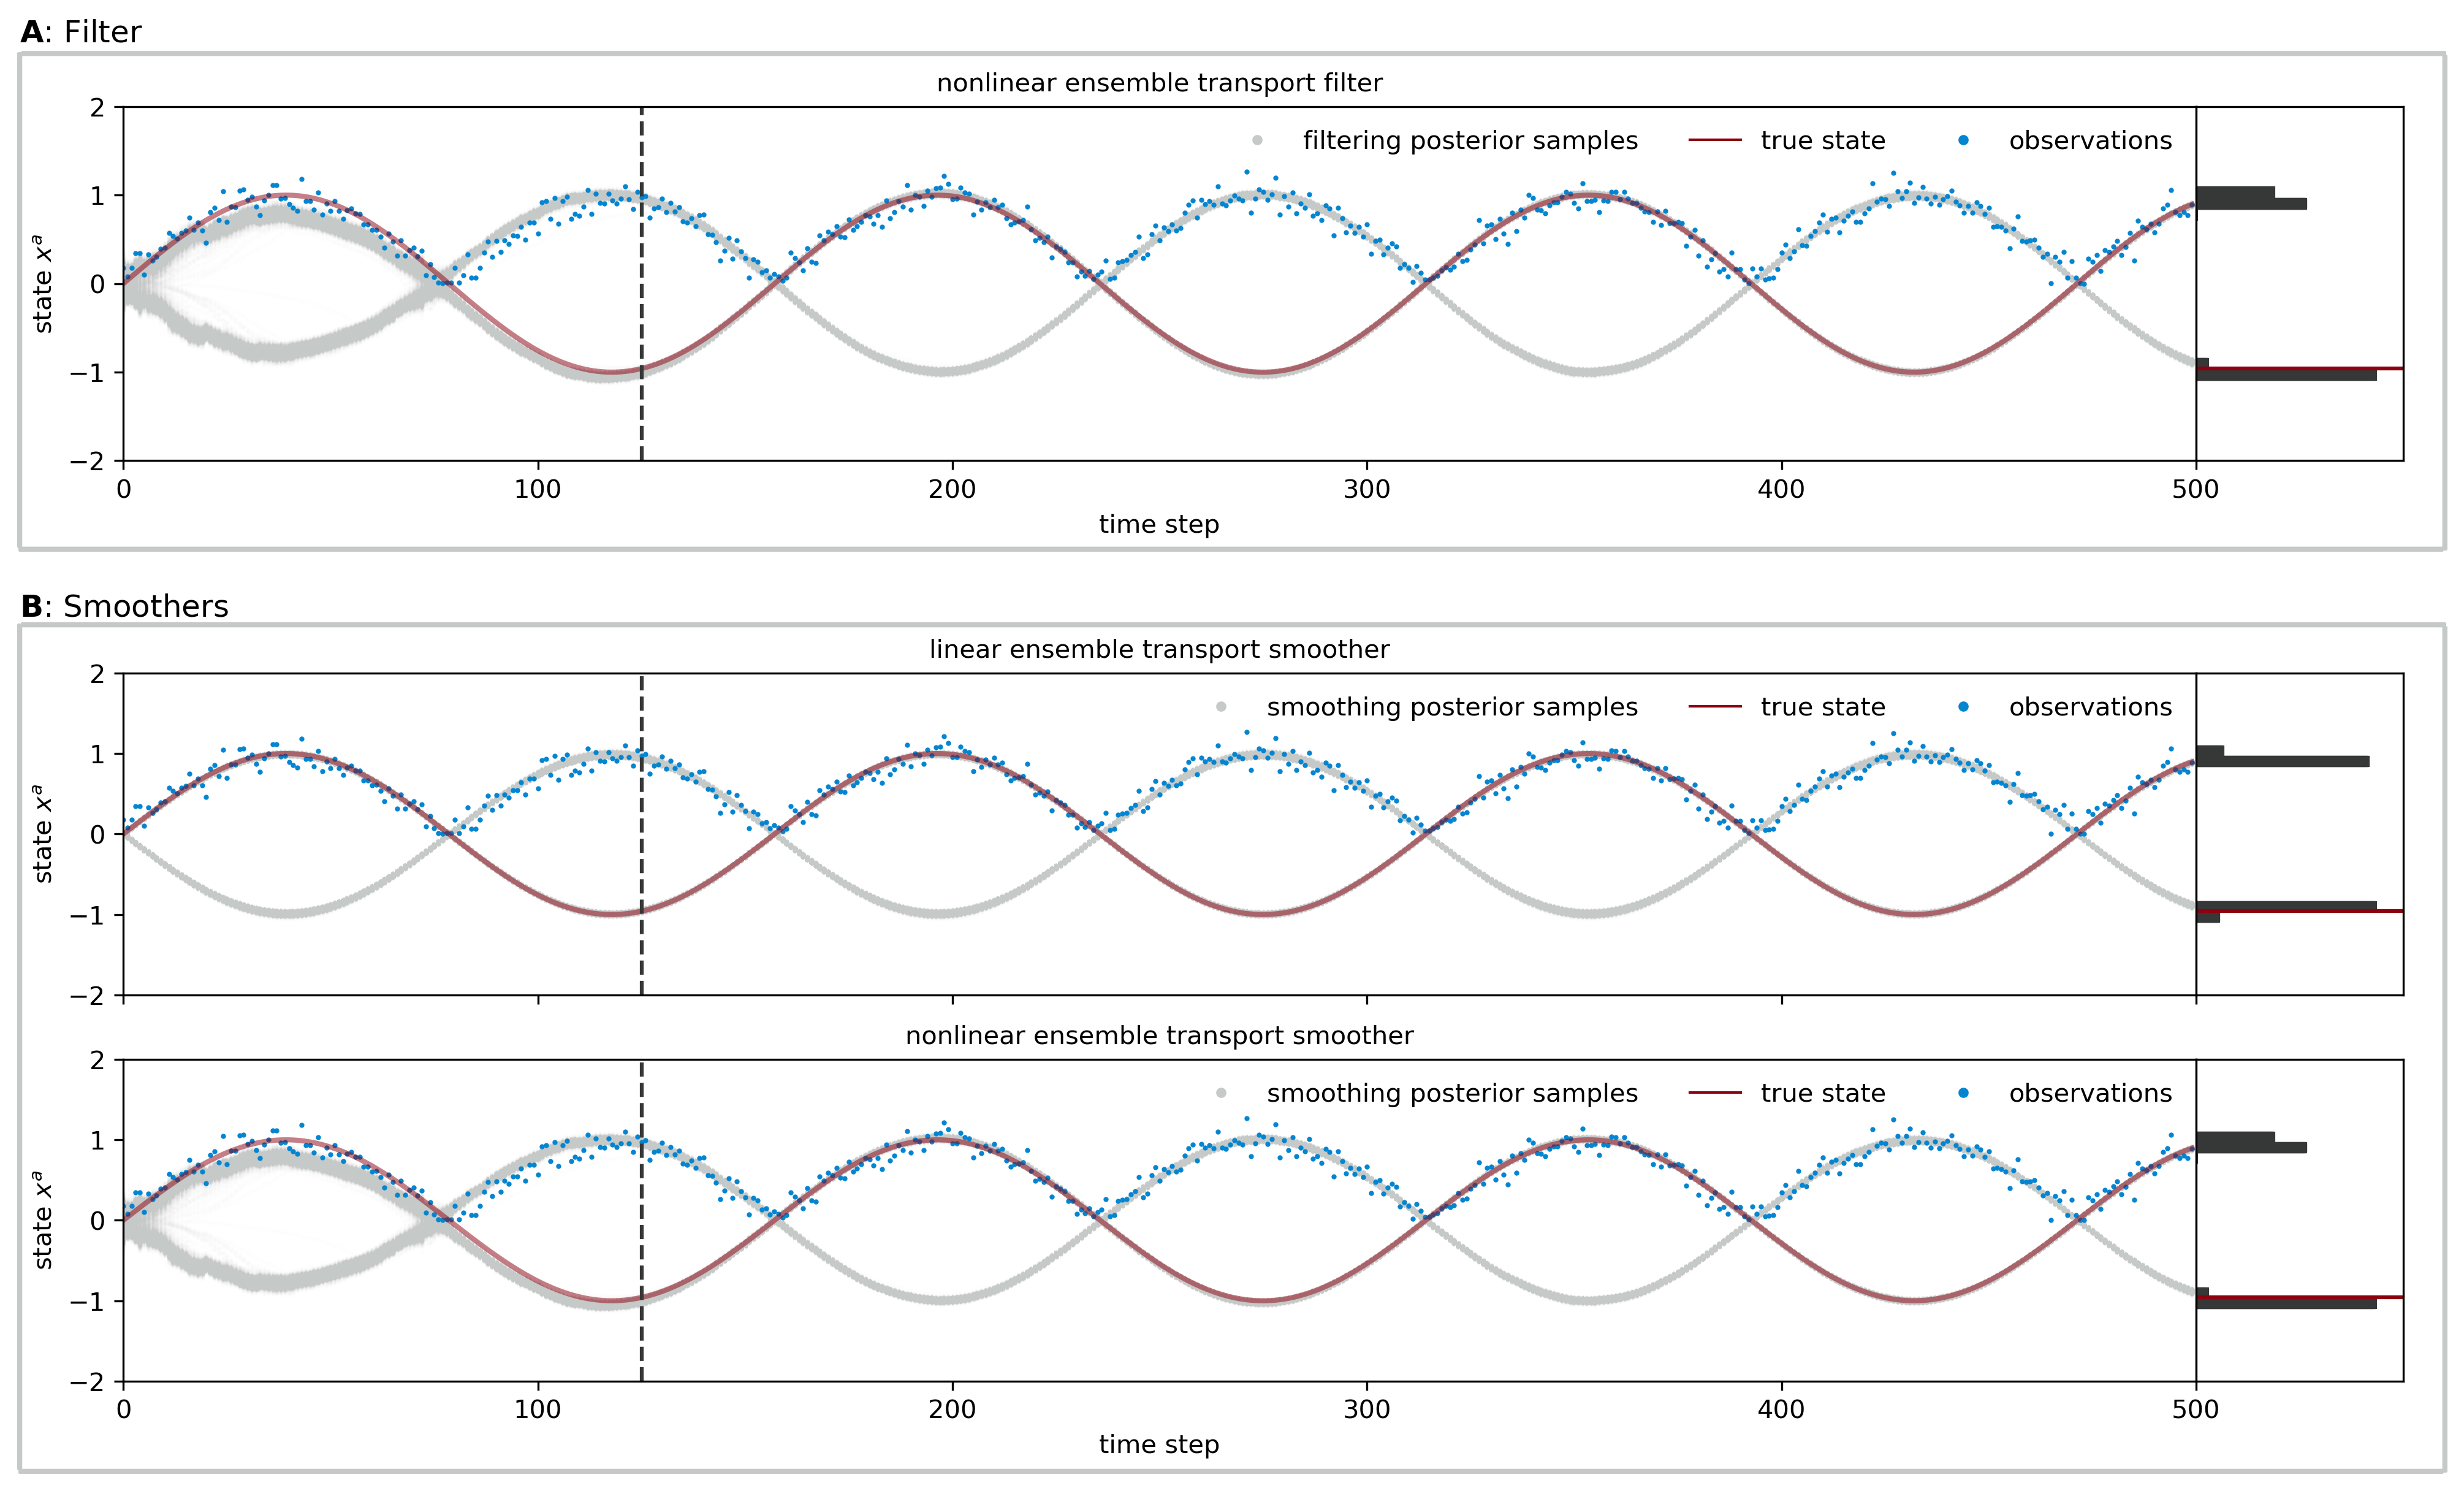 A: Filter
nonlinear ensemble transport filter
filtering posterior samples true state observations
state x^a
2
1
0
−1
−2
0 100 200 300 400 500
time step
B: Smoothers
linear ensemble transport smoother
smoothing posterior samples true state observations
state x^a
2
1
0
−1
−2
nonlinear ensemble transport smoother
smoothing posterior samples true state observations
state x^a
2
1
0
−1
−2
0 100 200 300 400 500
time step